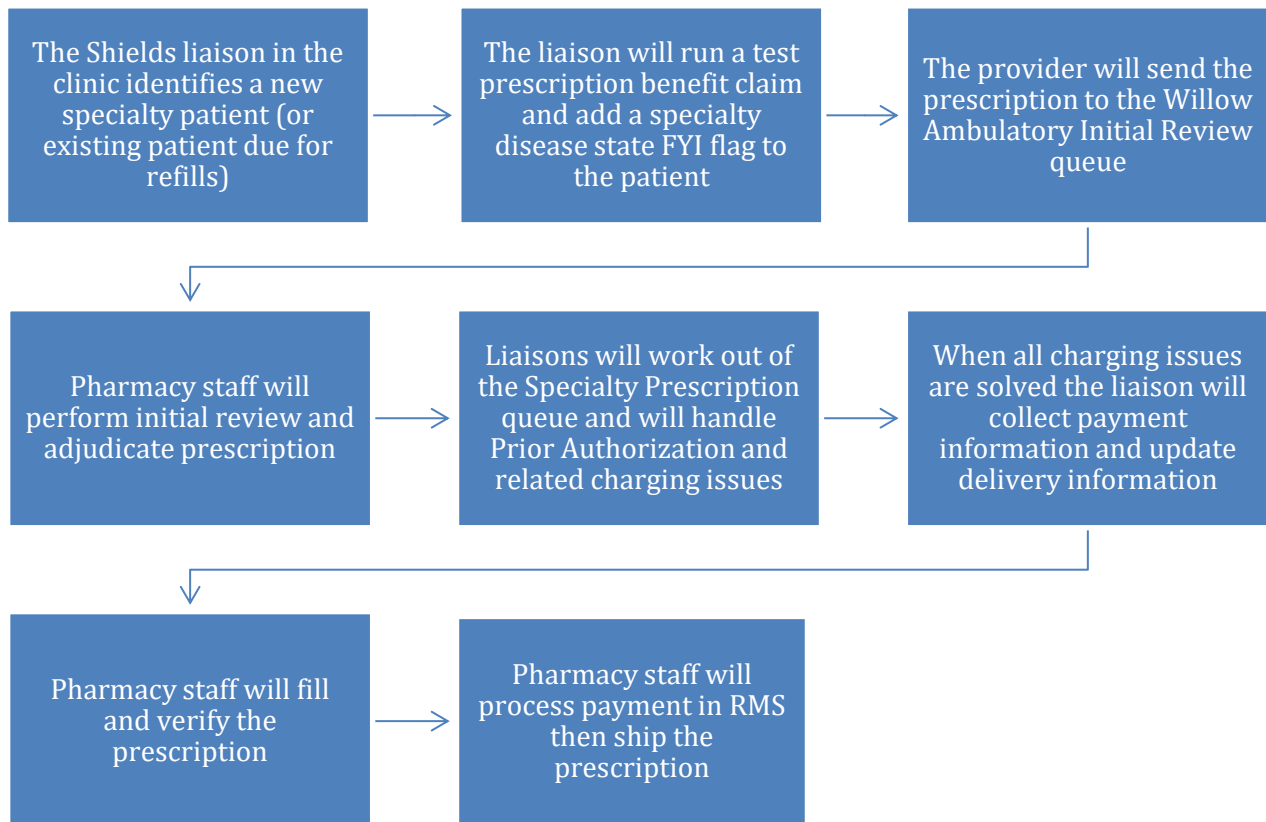 The Shields liaison in the
clinic identifies a new
specialty patient (or
existing patient due for
refills)
The liaison will run a test
prescription benefit claim
and add a specialty
disease state FYI flag to
the patient
The provider will send the
prescription to the Willow
Ambulatory Initial Review
queue
Pharmacy staff will
perform initial review and
adjudicate prescription
Liaisons will work out of
the Specialty Prescription
queue and will handle
Prior Authorization and
related charging issues
When all charging issues
are solved the liaison will
collect payment
information and update
delivery information
Pharmacy staff will fill
and verify the
prescription
Pharmacy staff will
process payment in RMS
then ship the
prescription